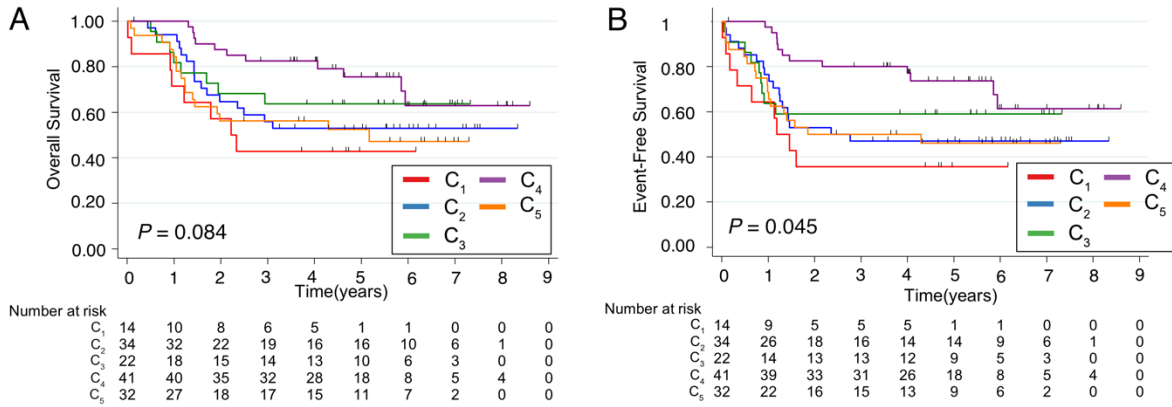 A
1.00
0.80
0.60
0.40
0.20
0.00
Overall Survival
P = 0.084
C1 C4
C2 C5
C3
0 1 2 3 4 5 6 7 8 9
Time(years)
Number at risk
C1 14 10 8 6 5 1 1 0 0 0
C2 34 32 22 19 16 16 10 6 1 0
C3 22 18 15 14 13 10 6 3 0 0
C4 41 40 35 32 28 18 8 5 4 0
C5 32 27 18 17 15 11 7 2 0 0
B
1
0.80
0.60
0.40
0.20
0.00
Event-Free Survival
P = 0.045
C1 C4
C2 C5
C3
0 1 2 3 4 5 6 7 8 9
Time(years)
Number at risk
C1 14 9 5 5 5 1 1 0 0 0
C2 34 26 18 16 14 14 9 6 1 0
C3 22 14 13 13 12 9 5 3 0 0
C4 41 39 33 31 26 18 8 5 4 0
C5 32 22 16 15 13 9 6 2 0 0